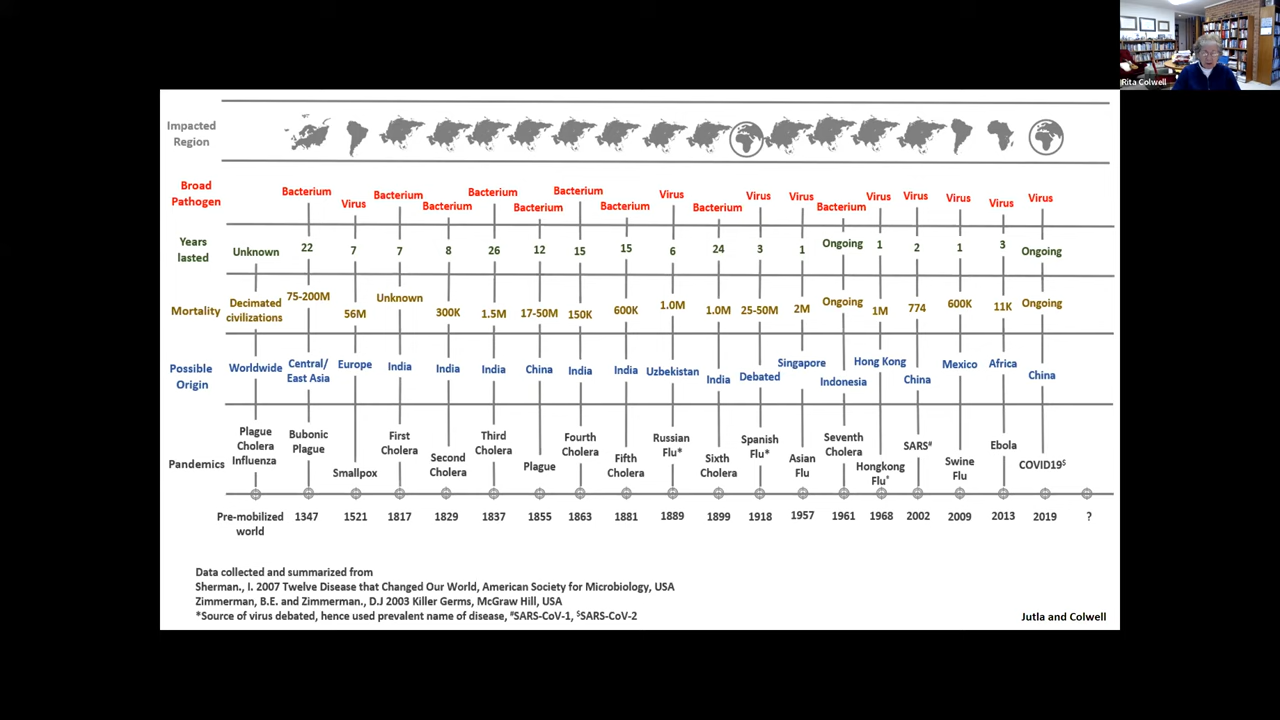 Rita Colwell
Impacted
Region
Broad
Pathogen
Bacterium Virus Bacterium Bacterium Bacterium Bacterium Bacterium Bacterium Virus Bacterium Virus Virus Bacterium Virus Virus Virus Virus Virus
Years
lasted
Unknown 22 7 7 8 26 12 15 15 6 24 3 1 Ongoing 1 2 1 3 Ongoing
Mortality
Decimated
civilizations
75-200M 56M Unknown 300K 1.5M 17-50M 150K 600K 1.0M 1.0M 25-50M 2M Ongoing 1M 774 600K 11K Ongoing
Possible
Origin
Worldwide
Central/
East Asia
Europe India India India China India India Uzbekistan India Debated Singapore Indonesia Hong Kong China Mexico Africa China
Pandemics
Plague
Cholera
Influenza
Bubonic
Plague
Smallpox
First
Cholera
Second
Cholera
Third
Cholera
Plague
Fourth
Cholera
Fifth
Cholera
Russian
Flu*
Sixth
Cholera
Spanish
Flu*
Asian
Flu
Seventh
Cholera
Hongkong
Flu*
SARS#
Swine
Flu
Ebola
COVID19$
Pre-mobilized
world
1347 1521 1817 1829 1837 1855 1863 1881 1889 1899 1918 1957 1961 1968 2002 2009 2013 2019 ?
Data collected and summarized from
Sherman., I. 2007 Twelve Disease that Changed Our World, American Society for Microbiology, USA
Zimmerman, B.E. and Zimmerman., D.J 2003 Killer Germs, McGraw Hill, USA
*Source of virus debated, hence used prevalent name of disease, #SARS-CoV-1, $SARS-CoV-2
Jutla and Colwell